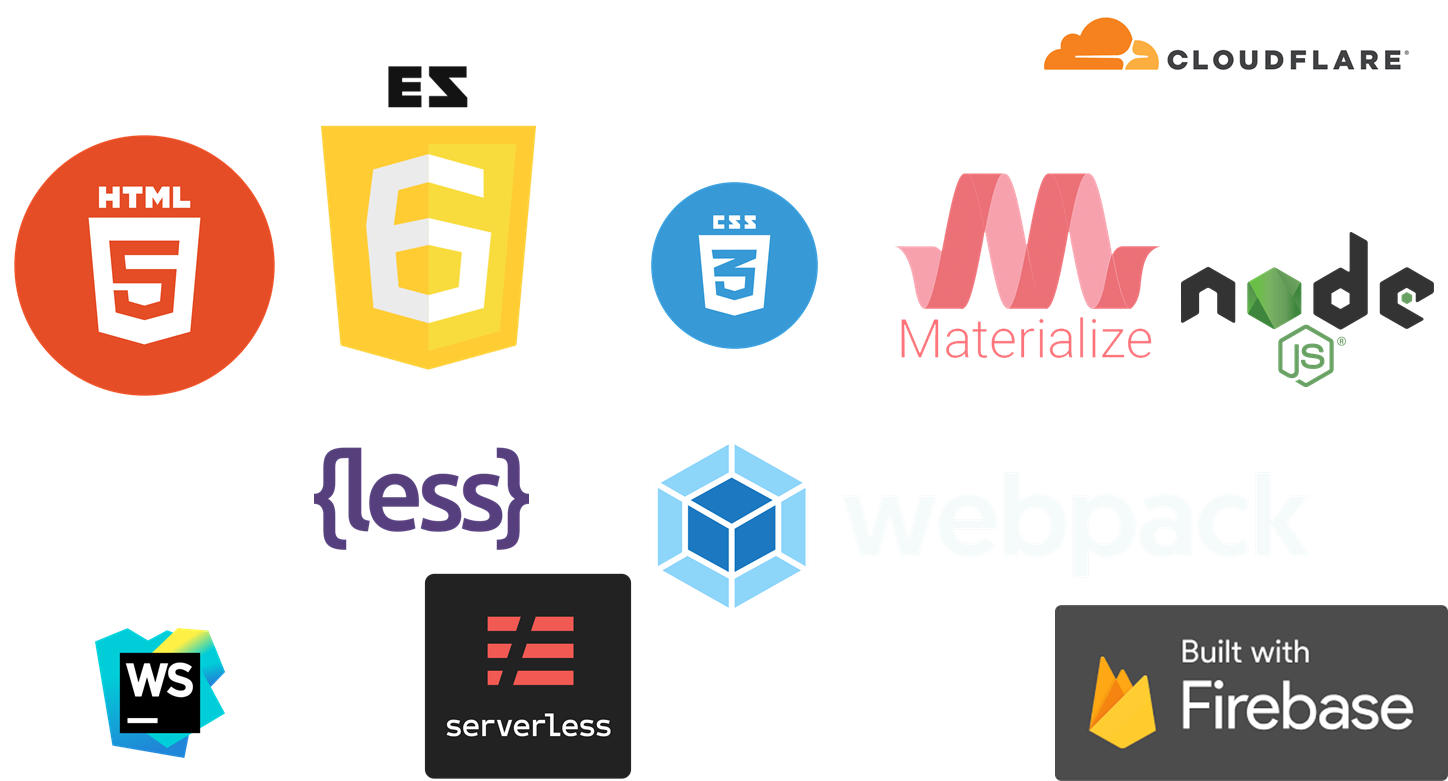 CLOUDFLARE®
ES
6
HTML
5
CSS
3
Materialize
node
JS®
{less}
webpack
WS
serverless
Built with
Firebase